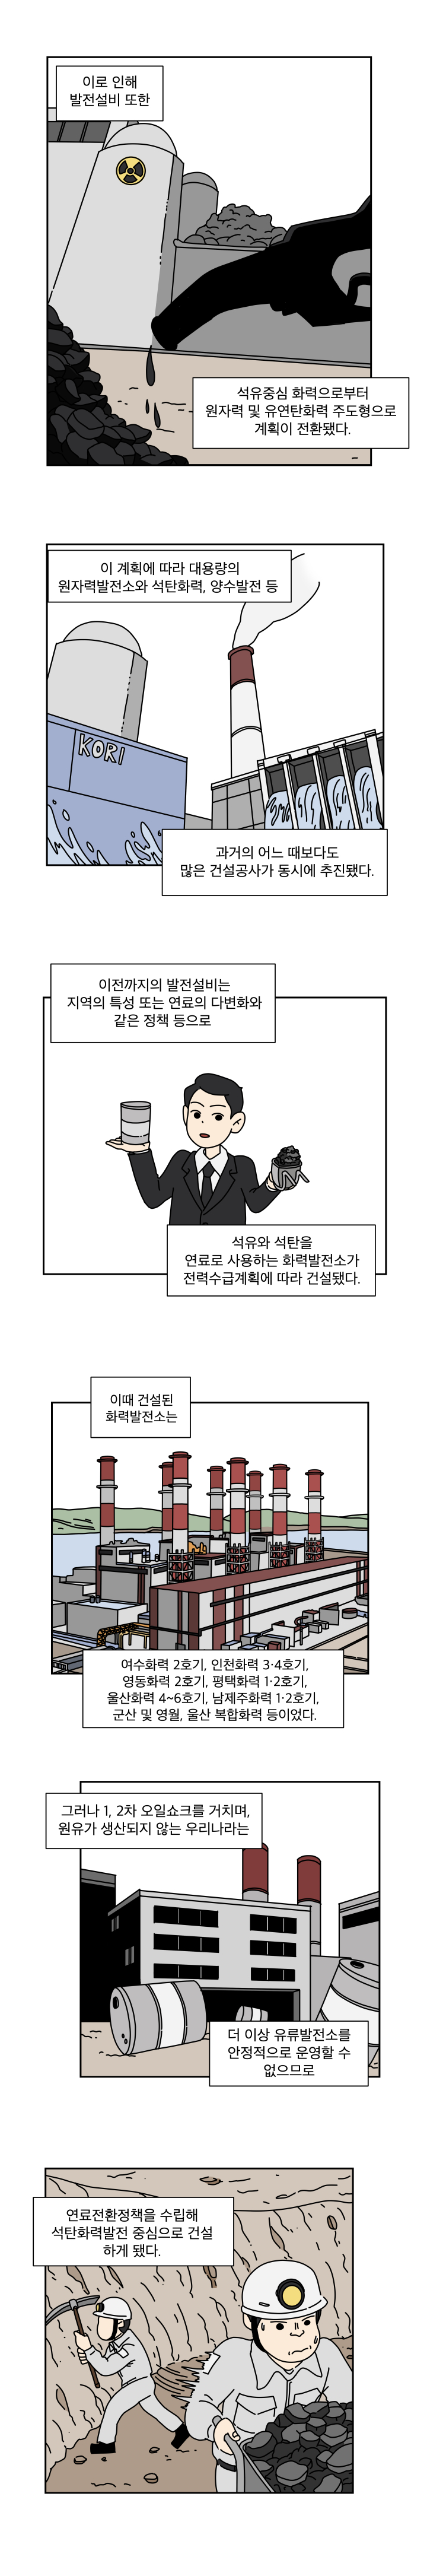 이로 인해
발전설비 또한
석유중심 화력으로부터
원자력 및 유연탄화력 주도형으로
계획이 전환됐다.
이 계획에 따라 대용량의
원자력발전소와 석탄화력, 양수발전 등
KORI
과거의 어느 때보다도
많은 건설공사가 동시에 추진됐다.
이전까지의 발전설비는
지역의 특성 또는 연료의 다변화와
같은 정책 등으로
석유와 석탄을
연료로 사용하는 화력발전소가
전력수급계획에 따라 건설됐다.
이때 건설된
화력발전소는
여수화력 2호기, 인천화력 3·4호기,
영동화력 2호기, 평택화력 1·2호기,
울산화력 4~6호기, 남제주화력 1·2호기,
군산 및 영월, 울산 복합화력 등이었다.
그러나 1, 2차 오일쇼크를 거치며,
원유가 생산되지 않는 우리나라는
더 이상 유류발전소를
안정적으로 운영할 수
없으므로
연료전환정책을 수립해
석탄화력발전 중심으로 건설
하게 됐다.